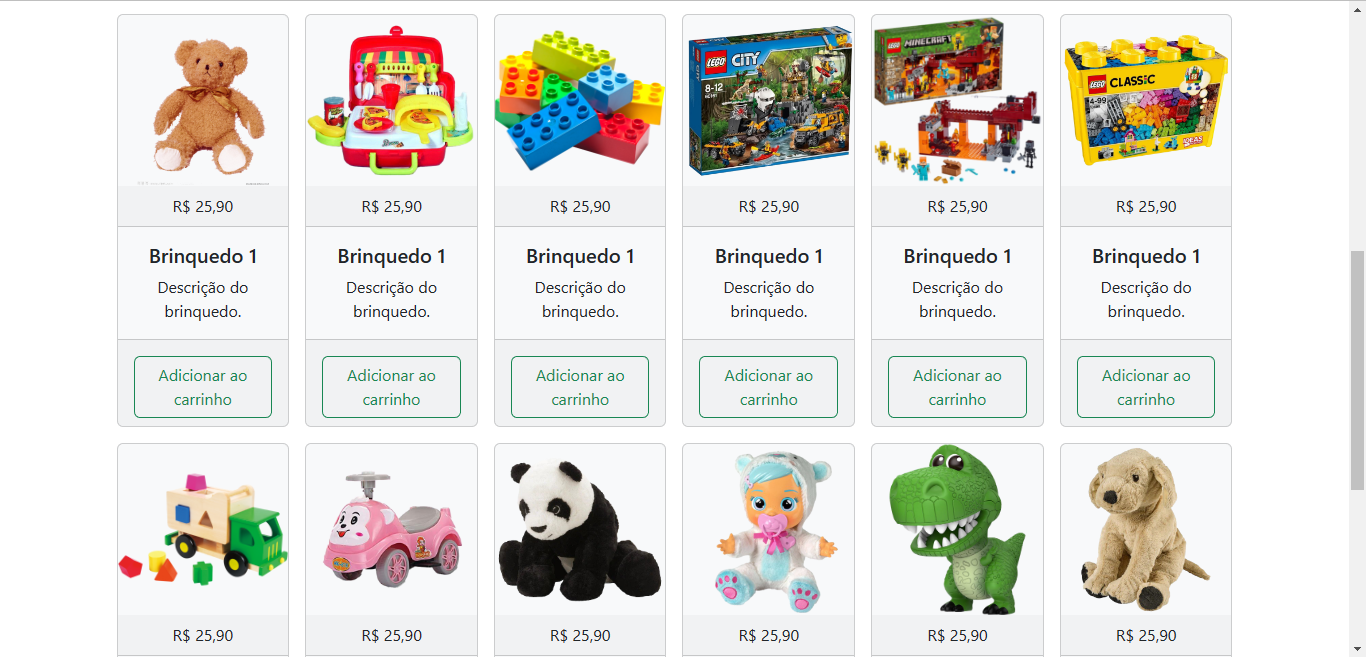 LEGO CITY
8-12
LEGO MINECRAFT
LEGO CLASSIC
4-99
R$ 25,90
R$ 25,90
R$ 25,90
R$ 25,90
R$ 25,90
R$ 25,90
Brinquedo 1
Brinquedo 1
Brinquedo 1
Brinquedo 1
Brinquedo 1
Brinquedo 1
Descrição do
brinquedo.
Descrição do
brinquedo.
Descrição do
brinquedo.
Descrição do
brinquedo.
Descrição do
brinquedo.
Descrição do
brinquedo.
Adicionar ao
carrinho
Adicionar ao
carrinho
Adicionar ao
carrinho
Adicionar ao
carrinho
Adicionar ao
carrinho
Adicionar ao
carrinho
R$ 25,90
R$ 25,90
R$ 25,90
R$ 25,90
R$ 25,90
R$ 25,90